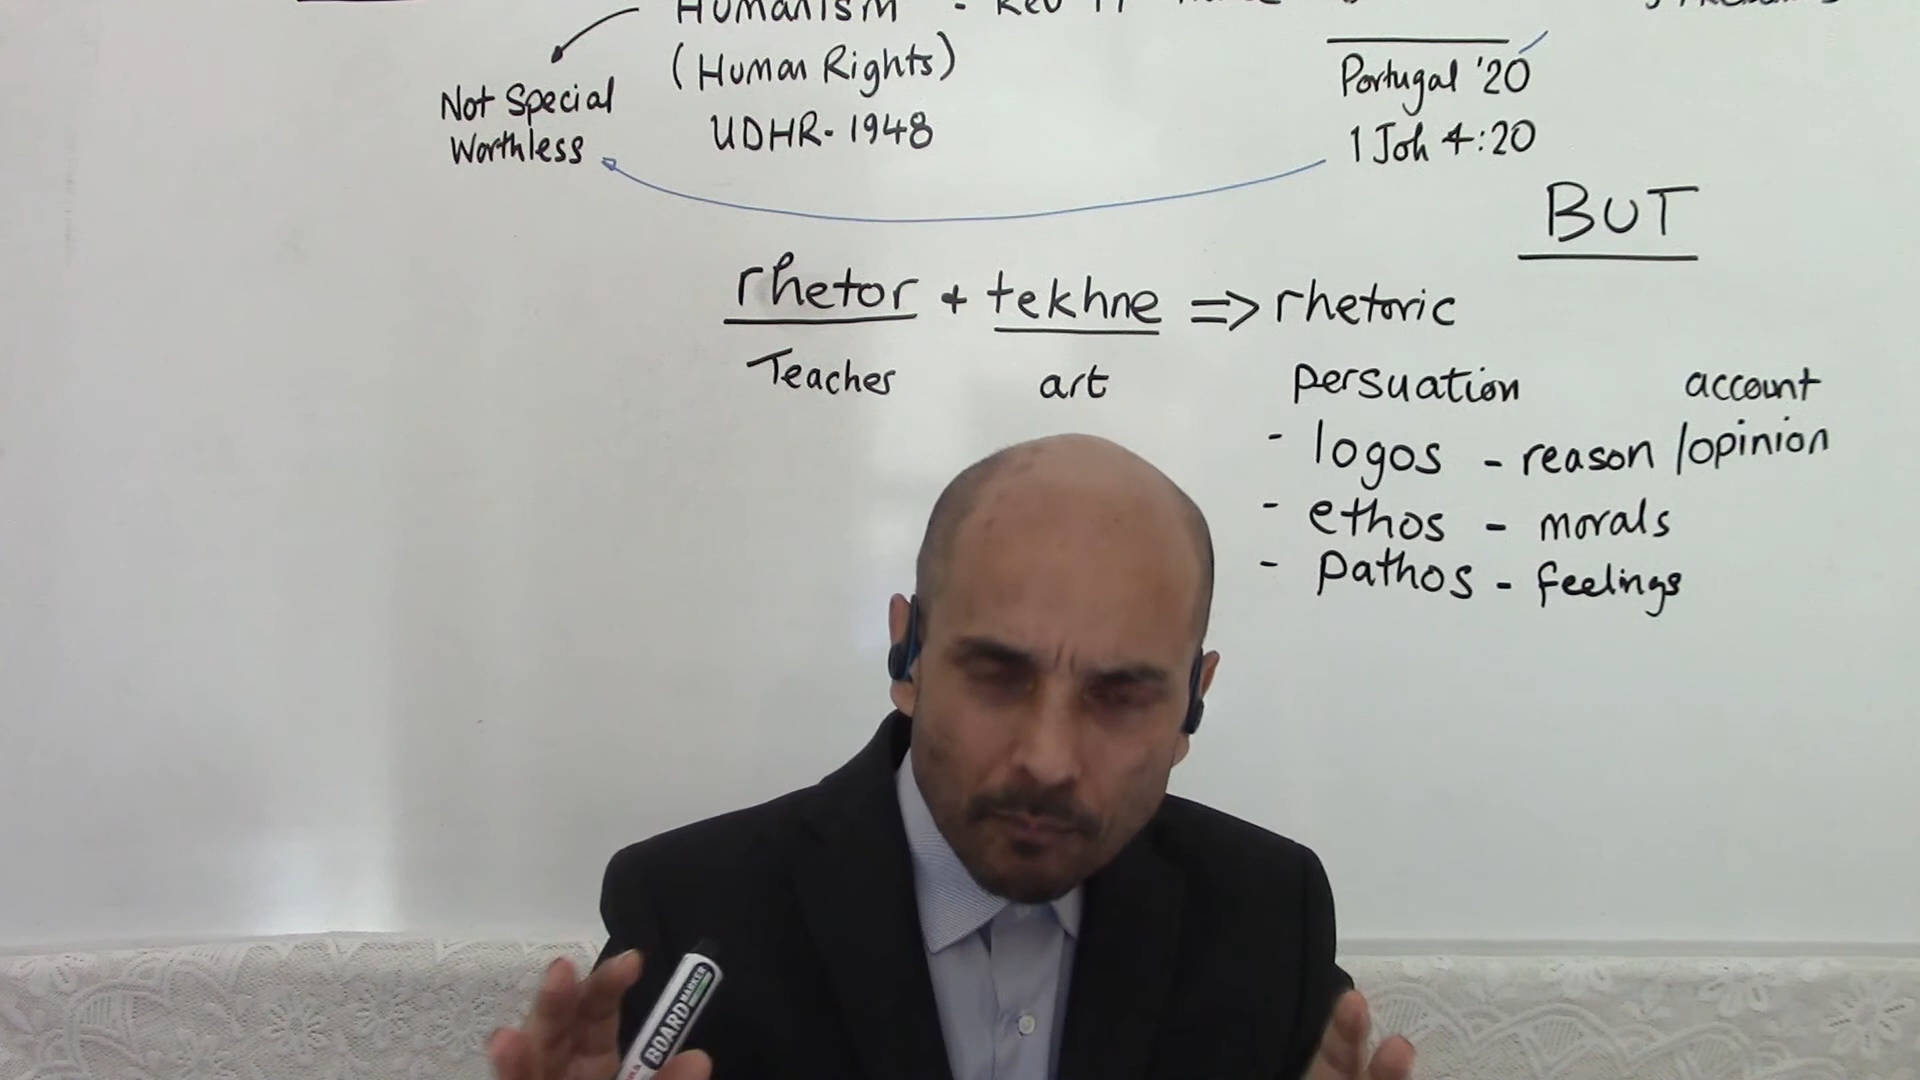 Humanism - Rev
(Human Rights)
UDHR - 1948
Not Special
Worthless
Portugal '20
1 Joh 4:20
BUT
rhetor + tekhne => rhetoric
Teacher art persuation account
- logos - reason /opinion
- ethos - morals
- pathos - feelings
BOARD MARKER